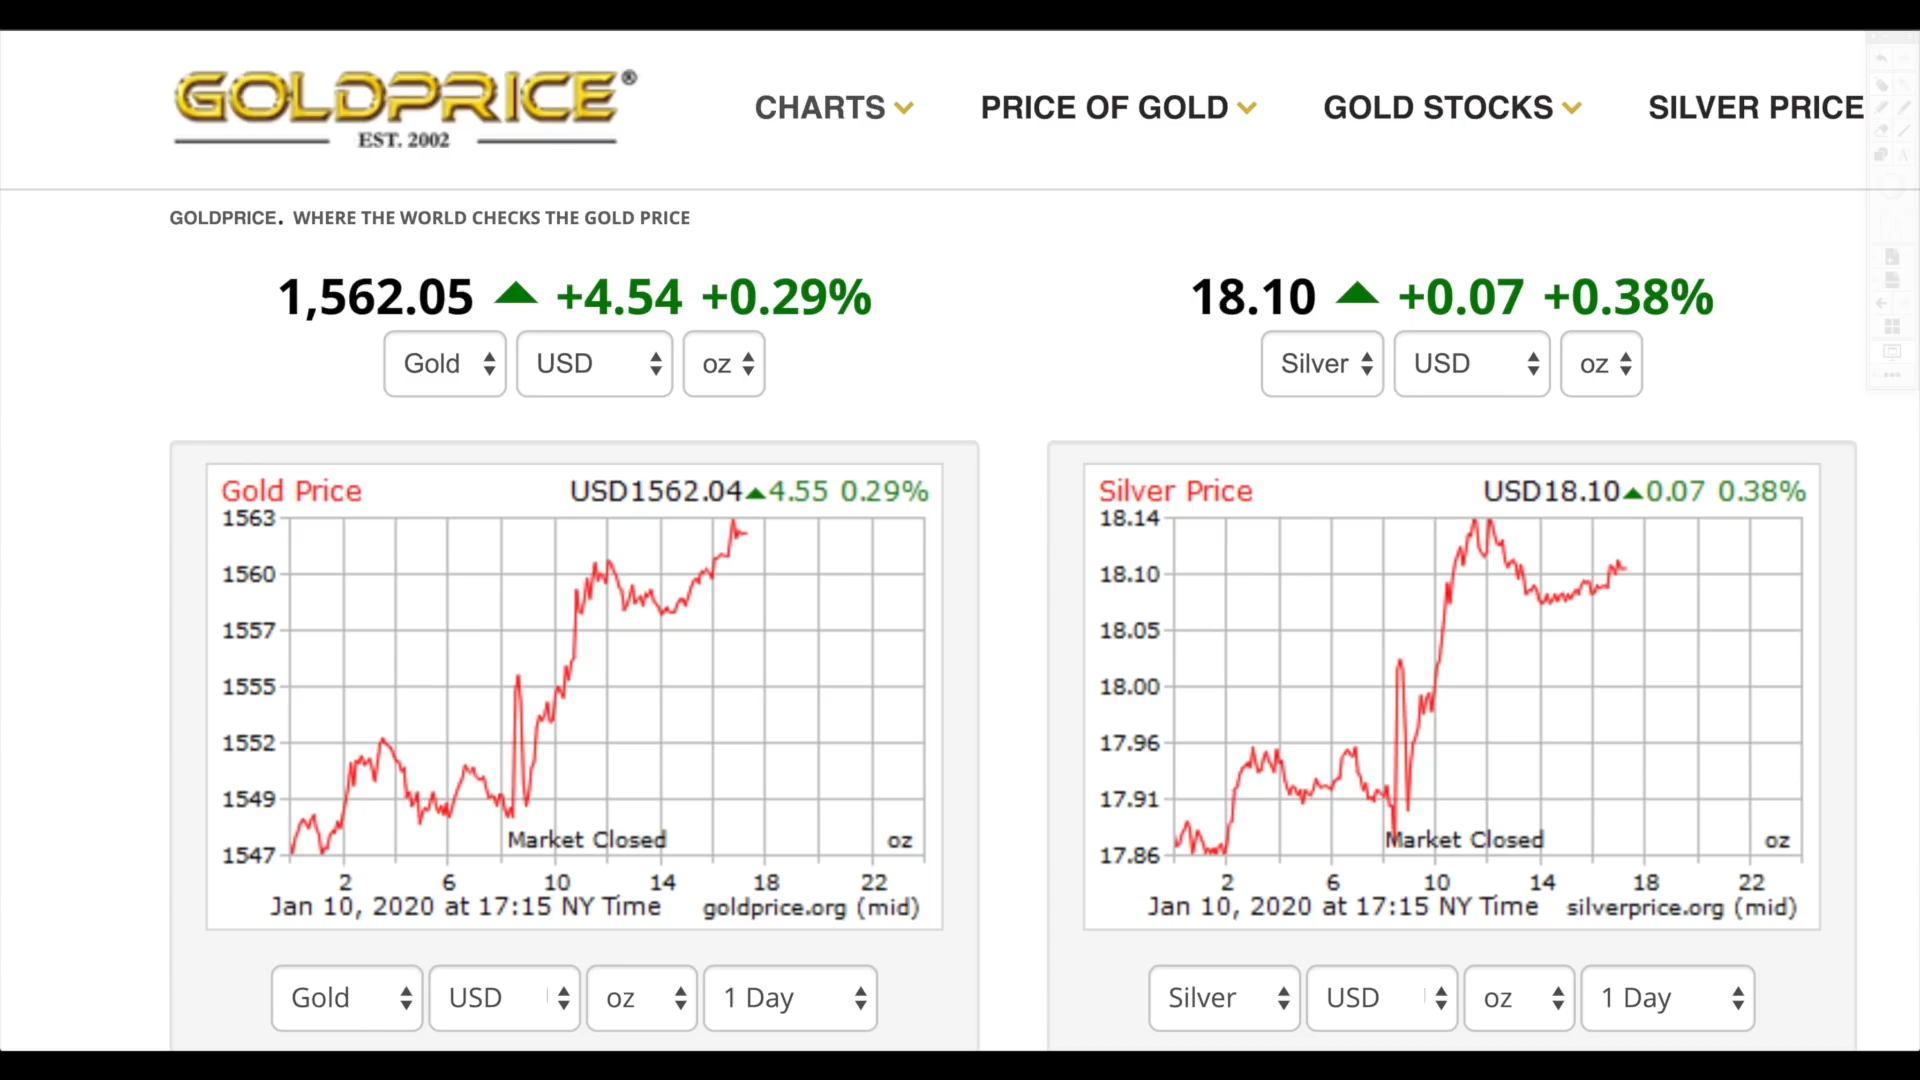 GOLDPRICE®
EST. 2002
CHARTS
PRICE OF GOLD
GOLD STOCKS
SILVER PRICE
GOLDPRICE. WHERE THE WORLD CHECKS THE GOLD PRICE
1,562.05 ▲ +4.54 +0.29%
Gold USD oz
18.10 ▲ +0.07 +0.38%
Silver USD oz
Gold Price USD1562.04▲4.55 0.29%
1563
1560
1557
1555
1552
1549
1547
Market Closed oz
2 6 10 14 18 22
Jan 10, 2020 at 17:15 NY Time goldprice.org (mid)
Gold USD oz 1 Day
Silver Price USD18.10▲0.07 0.38%
18.14
18.10
18.05
18.00
17.96
17.91
17.86
Market Closed oz
2 6 10 14 18 22
Jan 10, 2020 at 17:15 NY Time silverprice.org (mid)
Silver USD oz 1 Day